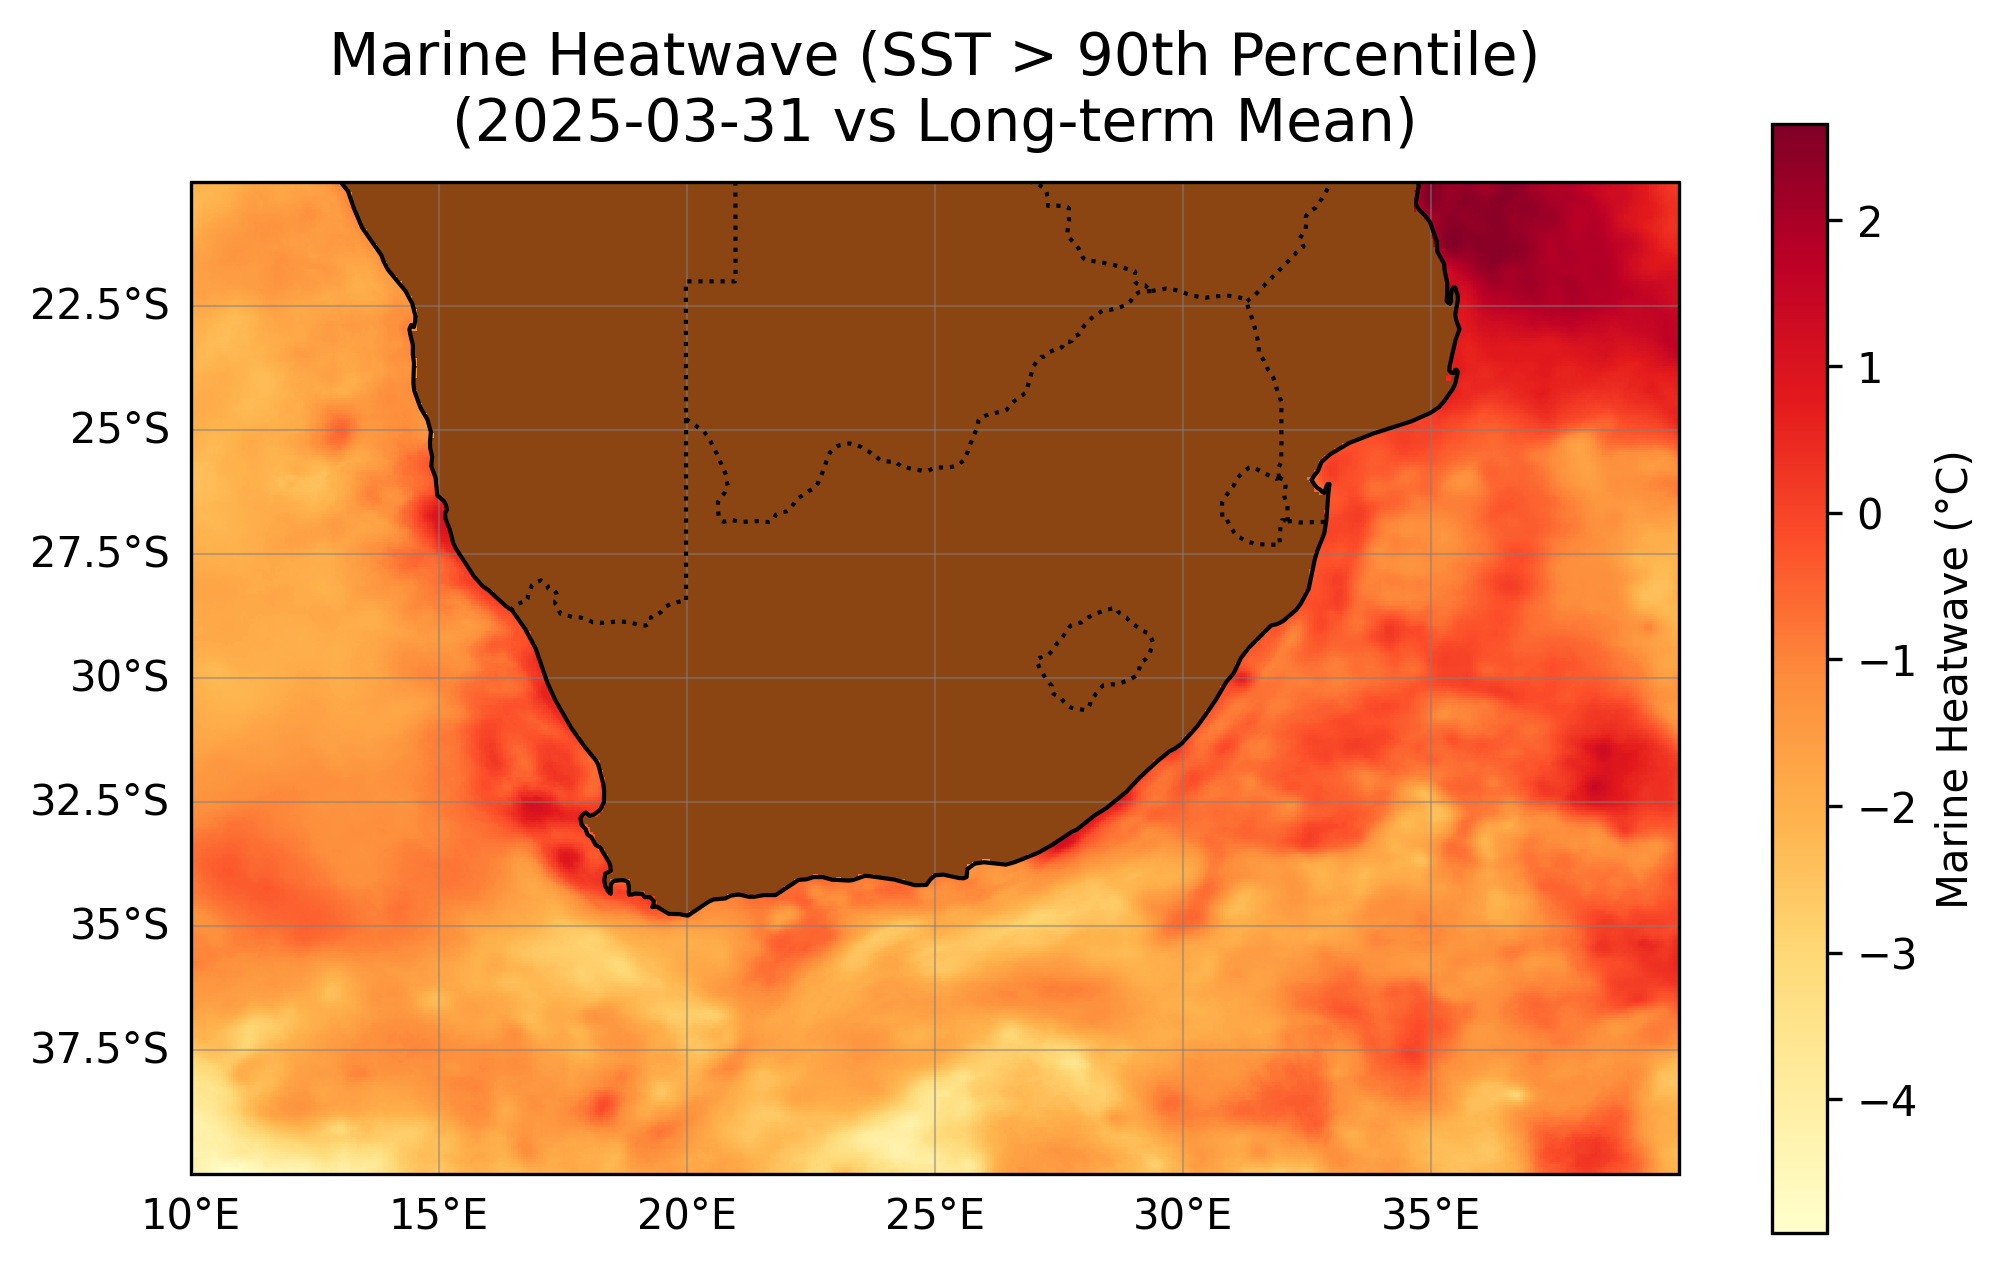 Marine Heatwave (SST > 90th Percentile)
(2025-03-31 vs Long-term Mean)
22.5°S
25°S
27.5°S
30°S
32.5°S
35°S
37.5°S
10°E
15°E
20°E
25°E
30°E
35°E
2
1
0
−1
−2
−3
−4
Marine Heatwave (°C)